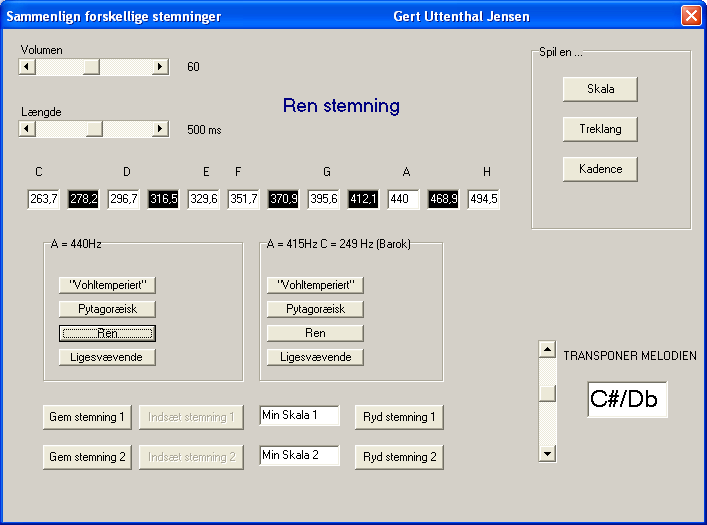 Sammenlign forskellige stemninger Gert Uttenthal Jensen
Volumen
60
Længde
500 ms
Ren stemning
Spil en ...
Skala
Treklang
Kadence
C D E F G A H
263,7 278,2 296,7 316,5 329,6 351,7 370,9 395,6 412,1 440 468,9 494,5
A = 440Hz
"Vohltemperiert"
Pytagoræisk
Ren
Ligesvævende
A = 415Hz C = 249 Hz (Barok)
"Vohltemperiert"
Pytagoræisk
Ren
Ligesvævende
TRANSPONER MELODIEN
C#/Db
Gem stemning 1 Indsæt stemning 1 Min Skala 1 Ryd stemning 1
Gem stemning 2 Indsæt stemning 2 Min Skala 2 Ryd stemning 2